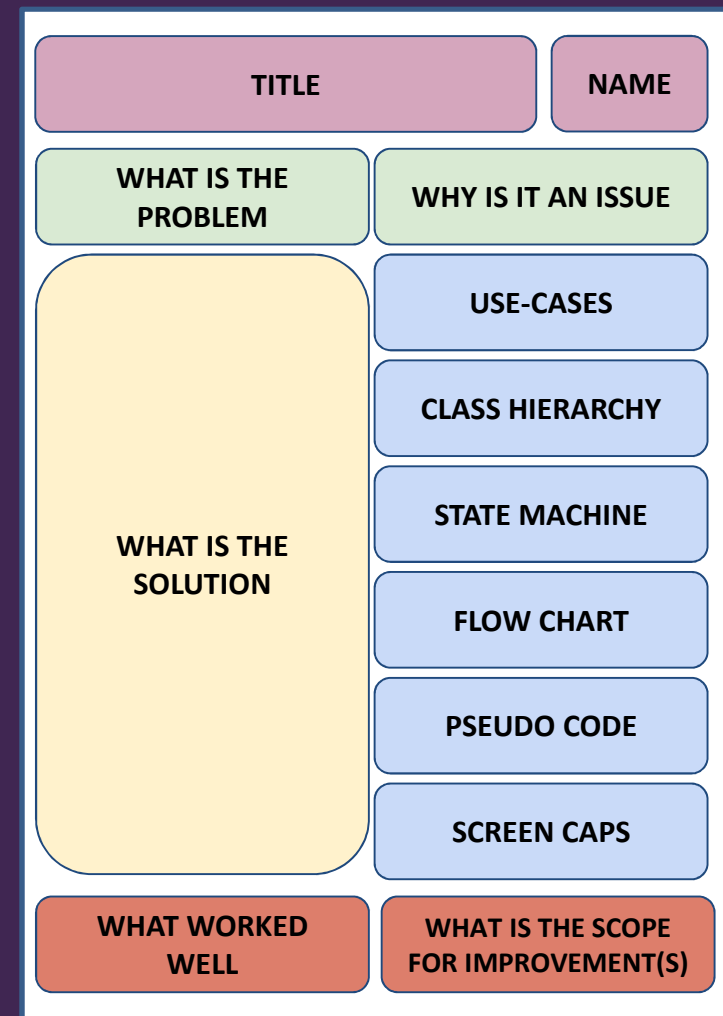 TITLE
NAME
WHAT IS THE
PROBLEM
WHY IS IT AN ISSUE
WHAT IS THE
SOLUTION
USE-CASES
CLASS HIERARCHY
STATE MACHINE
FLOW CHART
PSEUDO CODE
SCREEN CAPS
WHAT WORKED
WELL
WHAT IS THE SCOPE
FOR IMPROVEMENT(S)